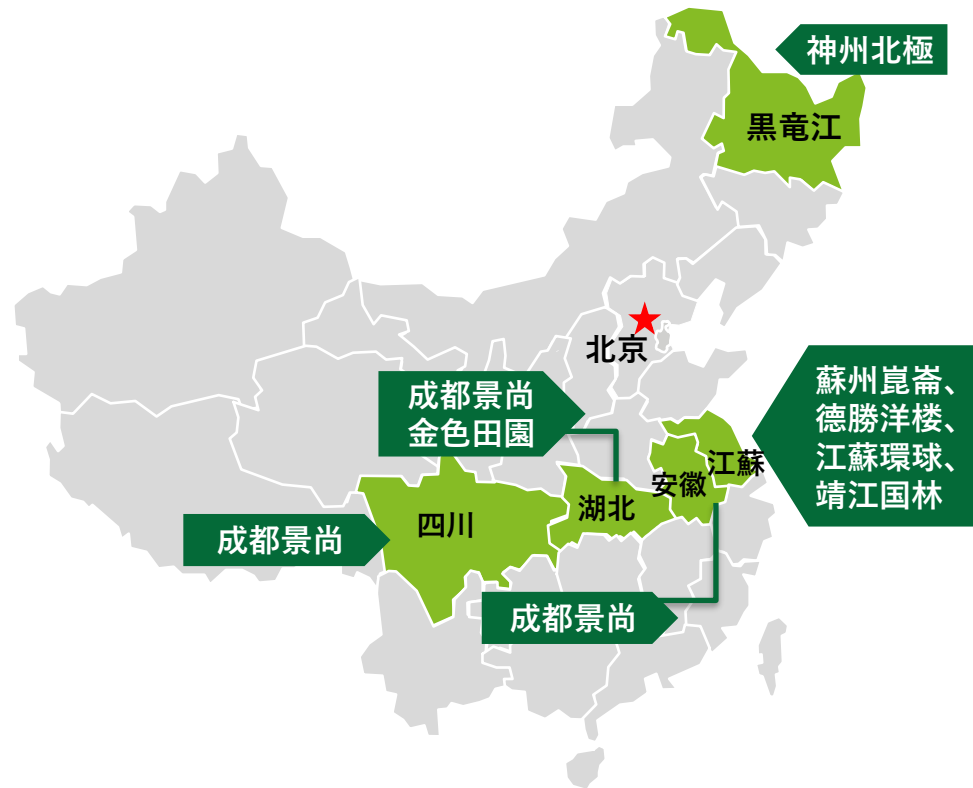 神州北極
黒竜江
北京
成都景尚
金色田園
蘇州崑崙、
德勝洋楼、
江蘇環球、
靖江国林
江蘇
安徽
湖北
四川
成都景尚
成都景尚